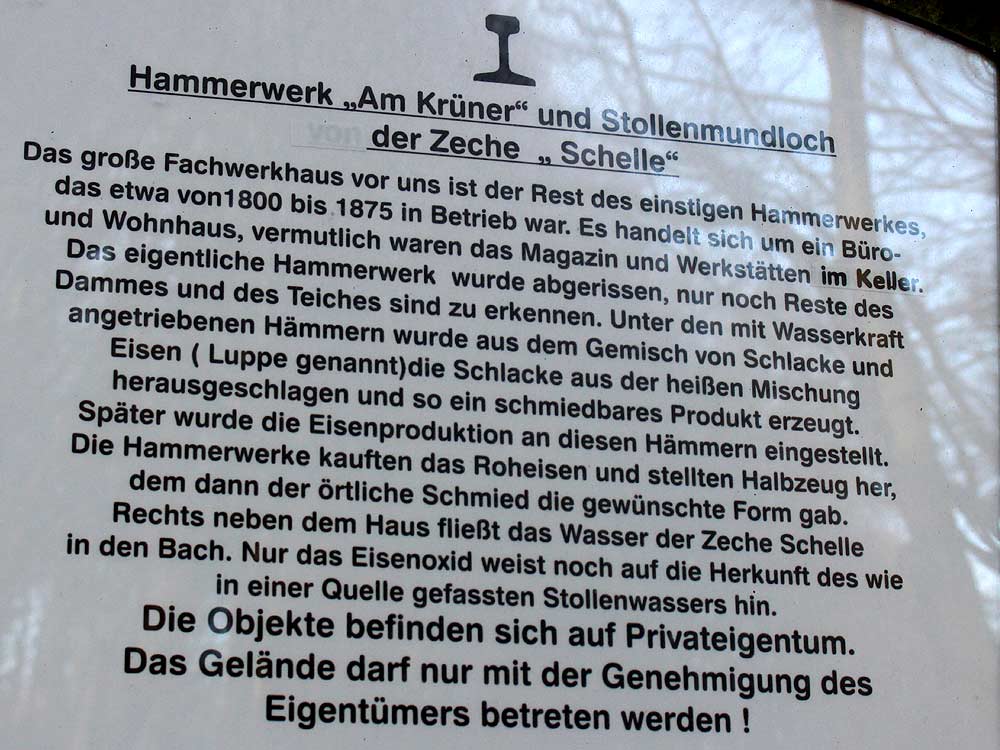 Hammerwerk „Am Krüner“ und Stollenmundloch
der Zeche „ Schelle“
Das große Fachwerkhaus vor uns ist der Rest des einstigen Hammerwerkes,
das etwa von1800 bis 1875 in Betrieb war. Es handelt sich um ein Büro-
und Wohnhaus, vermutlich waren das Magazin und Werkstätten im Keller.
Das eigentliche Hammerwerk wurde abgerissen, nur noch Reste des
Dammes und des Teiches sind zu erkennen. Unter den mit Wasserkraft
angetriebenen Hämmern wurde aus dem Gemisch von Schlacke und
Eisen ( Luppe genannt)die Schlacke aus der heißen Mischung
herausgeschlagen und so ein schmiedbares Produkt erzeugt.
Später wurde die Eisenproduktion an diesen Hämmern eingestellt.
Die Hammerwerke kauften das Roheisen und stellten Halbzeug her,
dem dann der örtliche Schmied die gewünschte Form gab.
Rechts neben dem Haus fließt das Wasser der Zeche Schelle
in den Bach. Nur das Eisenoxid weist noch auf die Herkunft des wie
in einer Quelle gefassten Stollenwassers hin.
Die Objekte befinden sich auf Privateigentum.
Das Gelände darf nur mit der Genehmigung des
Eigentümers betreten werden !